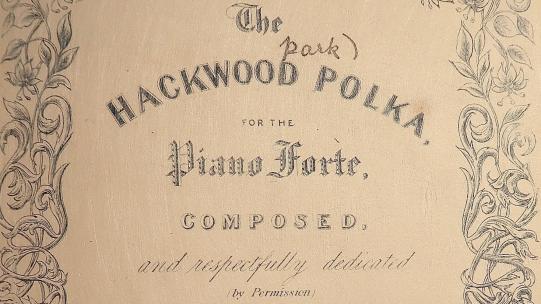 The
park)
HACKWOOD POLKA,
FOR THE
Piano Forte,
COMPOSED,
and respectfully dedicated
(by Permission)